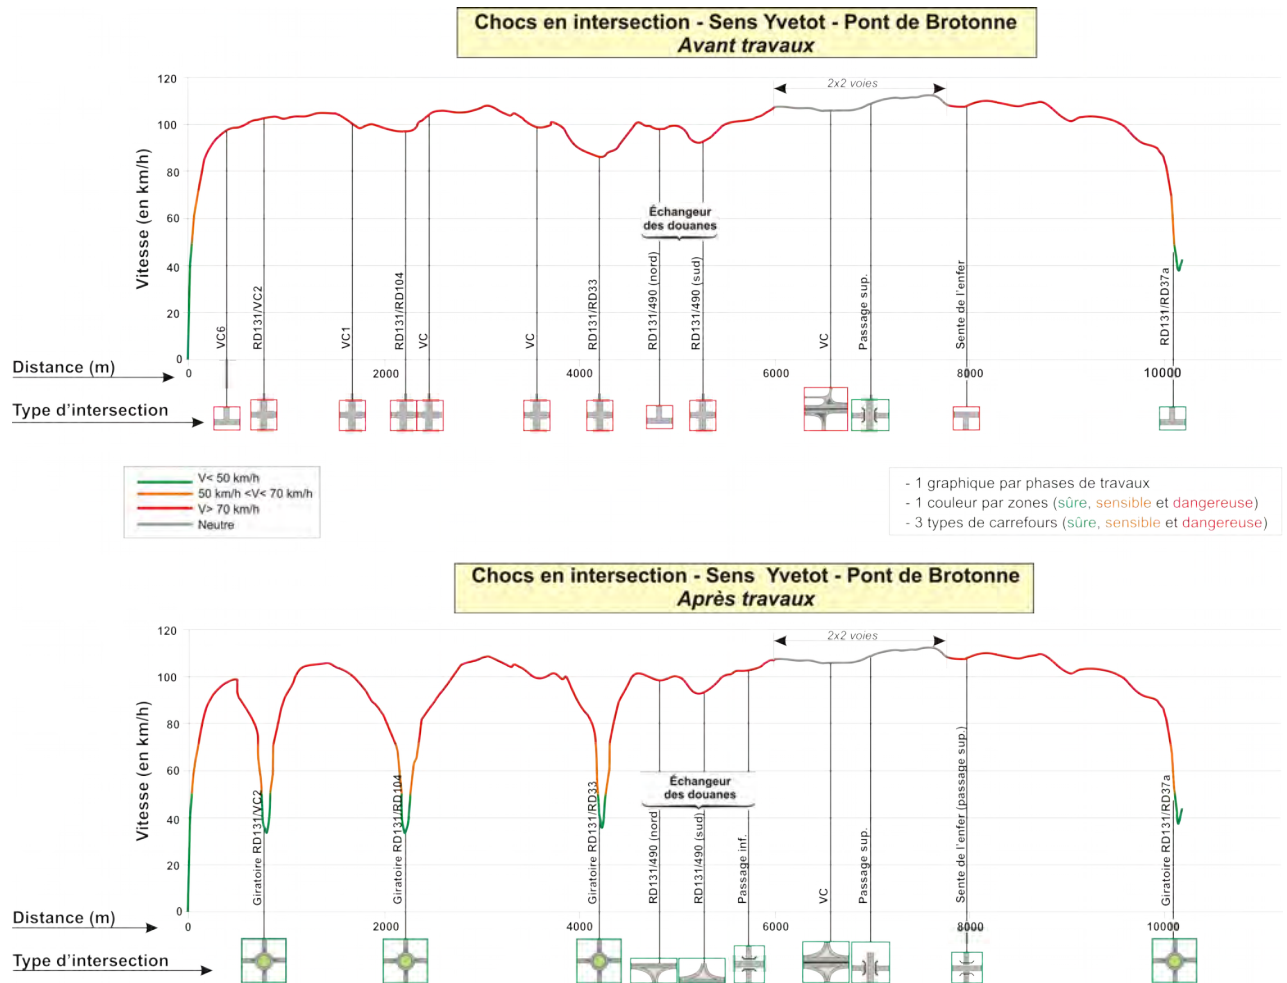 Chocs en intersection - Sens Yvetot - Pont de Brotonne
Avant travaux
Vitesse (en km/h)
120
100
80
60
40
20
0
2x2 voies
Échangeur
des douanes
VC6
RD131/VC2
VC1
RD131/RD104
VC
VC
RD131/RD33
RD131/490 (nord)
RD131/490 (sud)
VC
Passage sup.
Sente de l'enfer
RD131/RD37a
Distance (m)
0
2000
4000
6000
8000
10000
Type d'intersection
V< 50 km/h
50 km/h <V< 70 km/h
V> 70 km/h
Neutre
- 1 graphique par phases de travaux
- 1 couleur par zones (sûre, sensible et dangereuse)
- 3 types de carrefours (sûre, sensible et dangereuse)
Chocs en intersection - Sens Yvetot - Pont de Brotonne
Après travaux
Vitesse (en km/h)
120
100
80
60
40
20
0
2x2 voies
Échangeur
des douanes
Giratoire RD131/VC2
Giratoire RD131/RD104
Giratoire RD131/RD33
RD131/490 (nord)
RD131/490 (sud)
Passage inf.
VC
Passage sup.
Sente de l'enfer (passage sup.)
Giratoire RD131/RD37a
Distance (m)
0
2000
4000
6000
8000
10000
Type d'intersection